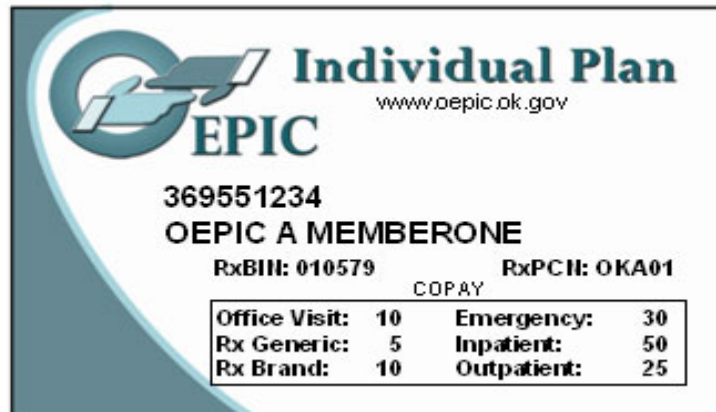 Individual Plan
www.oepic.ok.gov
OEPIC
369551234
OEPIC A MEMBERONE
RxBIN: 010579 RxPCN: OKA01
COPAY
Office Visit: 10 Emergency: 30
Rx Generic: 5 Inpatient: 50
Rx Brand: 10 Outpatient: 25